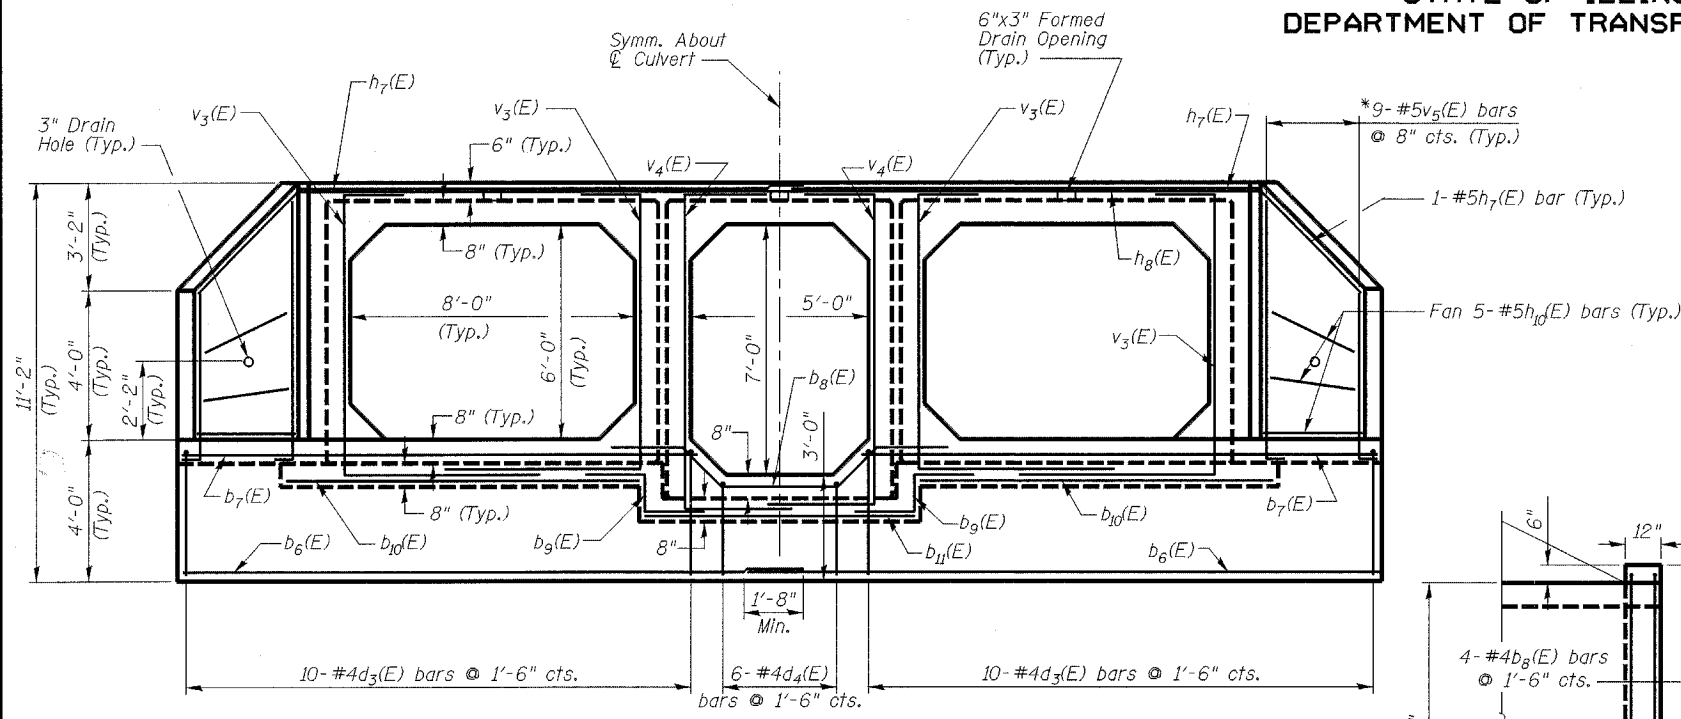 DEPARTMENT OF TRANSP
Symm. About
℄ Culvert
6"x3" Formed
Drain Opening
(Typ.)
h7(E)
v3(E)
v3(E)
v3(E)
h7(E)
*9-#5v5(E) bars
@ 8" cts. (Typ.)
3" Drain
Hole (Typ.)
6" (Typ.)
v4(E)
v4(E)
1-#5h7(E) bar (Typ.)
3'-2"
(Typ.)
8" (Typ.)
h8(E)
8'-0"
(Typ.)
5'-0"
Fan 5-#5h10(E) bars (Typ.)
11'-2"
(Typ.)
4'-0"
(Typ.)
2'-2"
(Typ.)
6'-0"
(Typ.)
7'-0"
v3(E)
b8(E)
8" (Typ.)
8"
3'-0"
4'-0"
(Typ.)
b7(E)
8" (Typ.)
b10(E)
b7(E)
b6(E)
b10(E)
b9(E)
8"
b9(E)
b11(E)
b6(E)
1'-8"
Min.
6"
12"
10-#4d3(E) bars @ 1'-6" cts.
6-#4d4(E)
bars @ 1'-6" cts.
10-#4d3(E) bars @ 1'-6" cts.
4-#4b8(E) bars
@ 1'-6" cts.